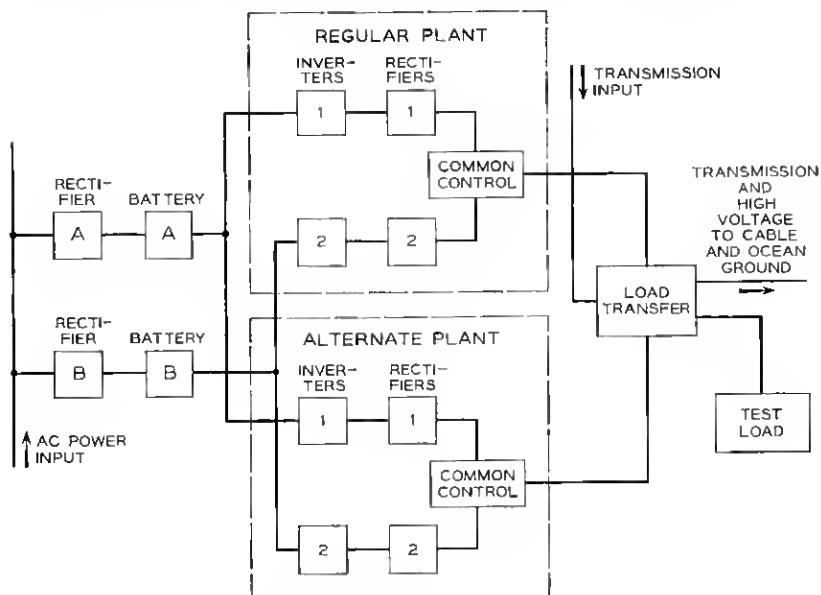 REGULAR PLANT
INVER-
TERS
RECTI-
FIERS
1
1
COMMON
CONTROL
2
2
TRANSMISSION
INPUT
RECTI-
FIER
BATTERY
A
A
RECTI-
FIER
BATTERY
B
B
AC POWER
INPUT
ALTERNATE PLANT
INVER-
TERS
RECTI-
FIERS
1
1
COMMON
CONTROL
2
2
TRANSMISSION
AND
HIGH
VOLTAGE
TO CABLE
AND OCEAN
GROUND
LOAD
TRANSFER
TEST
LOAD